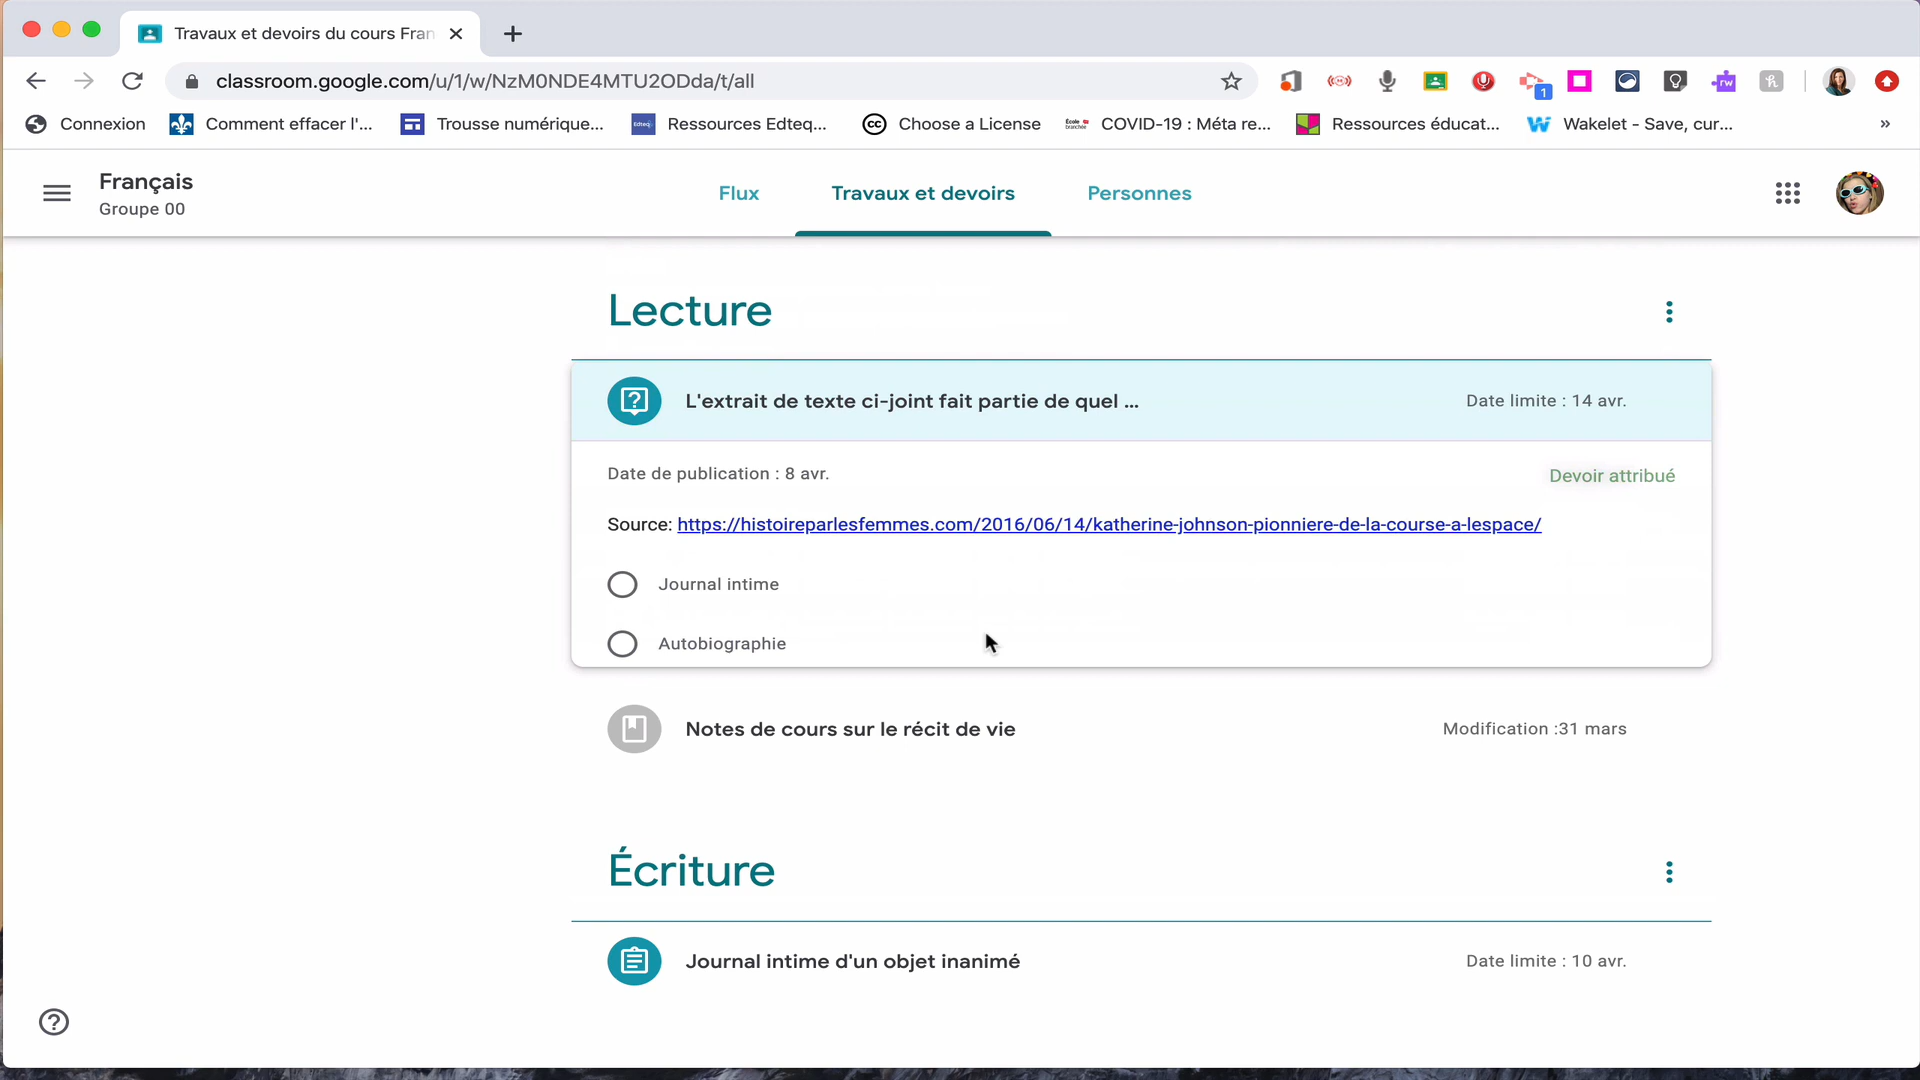 Travaux et devoirs du cours Fran
classroom.google.com/u/1/w/NzM0NDE4MTU2ODda/t/all
1
rw
Connexion
Comment effacer l'...
Trousse numérique...
Ressources Edteq...
Choose a License
COVID-19 : Méta re...
Ressources éducat...
Wakelet - Save, cur...
»
Français
Groupe 00
Flux
Travaux et devoirs
Personnes
Lecture
L'extrait de texte ci-joint fait partie de quel ...
Date limite : 14 avr.
Date de publication : 8 avr.
Devoir attribué
Source: https://histoireparlesfemmes.com/2016/06/14/katherine-johnson-pionniere-de-la-course-a-lespace/
Journal intime
Autobiographie
Notes de cours sur le récit de vie
Modification :31 mars
Écriture
Journal intime d'un objet inanimé
Date limite : 10 avr.